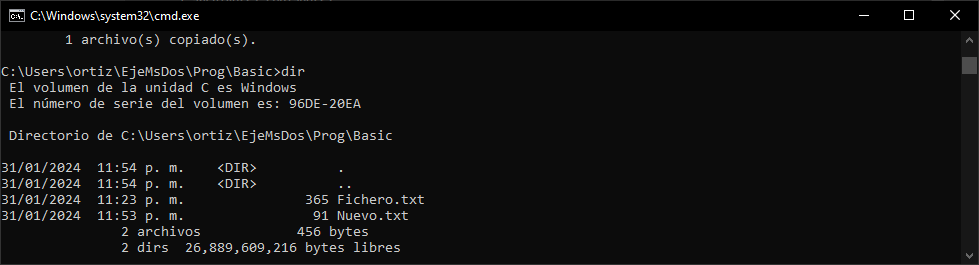 C:\Windows\system32\cmd.exe
1 archivo(s) copiado(s).
C:\Users\ortiz\EjeMsDos\Prog\Basic>dir
El volumen de la unidad C es Windows
El número de serie del volumen es: 96DE-20EA
Directorio de C:\Users\ortiz\EjeMsDos\Prog\Basic
31/01/2024  11:54 p. m.    <DIR>          .
31/01/2024  11:54 p. m.    <DIR>          ..
31/01/2024  11:23 p. m.               365 Fichero.txt
31/01/2024  11:53 p. m.                91 Nuevo.txt
2 archivos            456 bytes
2 dirs  26,889,609,216 bytes libres